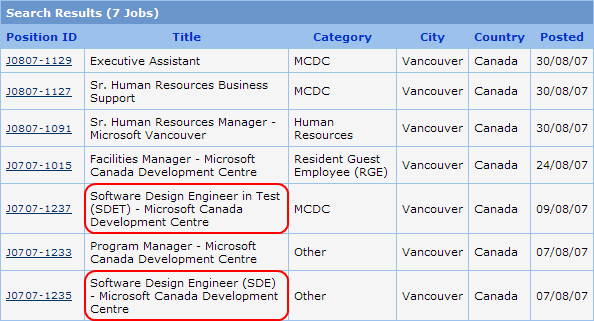 Search Results (7 Jobs)
Position ID Title Category City Country Posted
J0807-1129 Executive Assistant MCDC Vancouver Canada 30/08/07
J0807-1127 Sr. Human Resources Business Support MCDC Vancouver Canada 30/08/07
J0807-1091 Sr. Human Resources Manager - Microsoft Vancouver Human Resources Vancouver Canada 30/08/07
J0707-1015 Facilities Manager - Microsoft Canada Development Centre Resident Guest Employee (RGE) Vancouver Canada 24/08/07
J0707-1237 Software Design Engineer in Test (SDET) - Microsoft Canada Development Centre MCDC Vancouver Canada 09/08/07
J0707-1233 Program Manager - Microsoft Canada Development Centre Other Vancouver Canada 07/08/07
J0707-1235 Software Design Engineer (SDE) - Microsoft Canada Development Centre Other Vancouver Canada 07/08/07